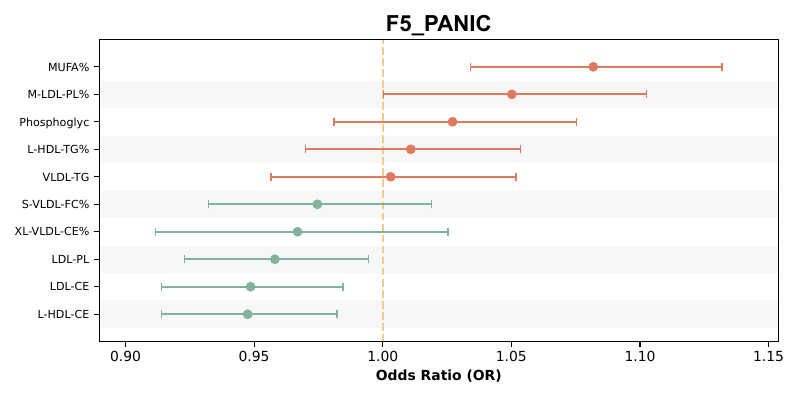 F5_PANIC
MUFA%
M-LDL-PL%
Phosphoglyc
L-HDL-TG%
VLDL-TG
S-VLDL-FC%
XL-VLDL-CE%
LDL-PL
LDL-CE
L-HDL-CE
0.90 0.95 1.00 1.05 1.10 1.15
Odds Ratio (OR)